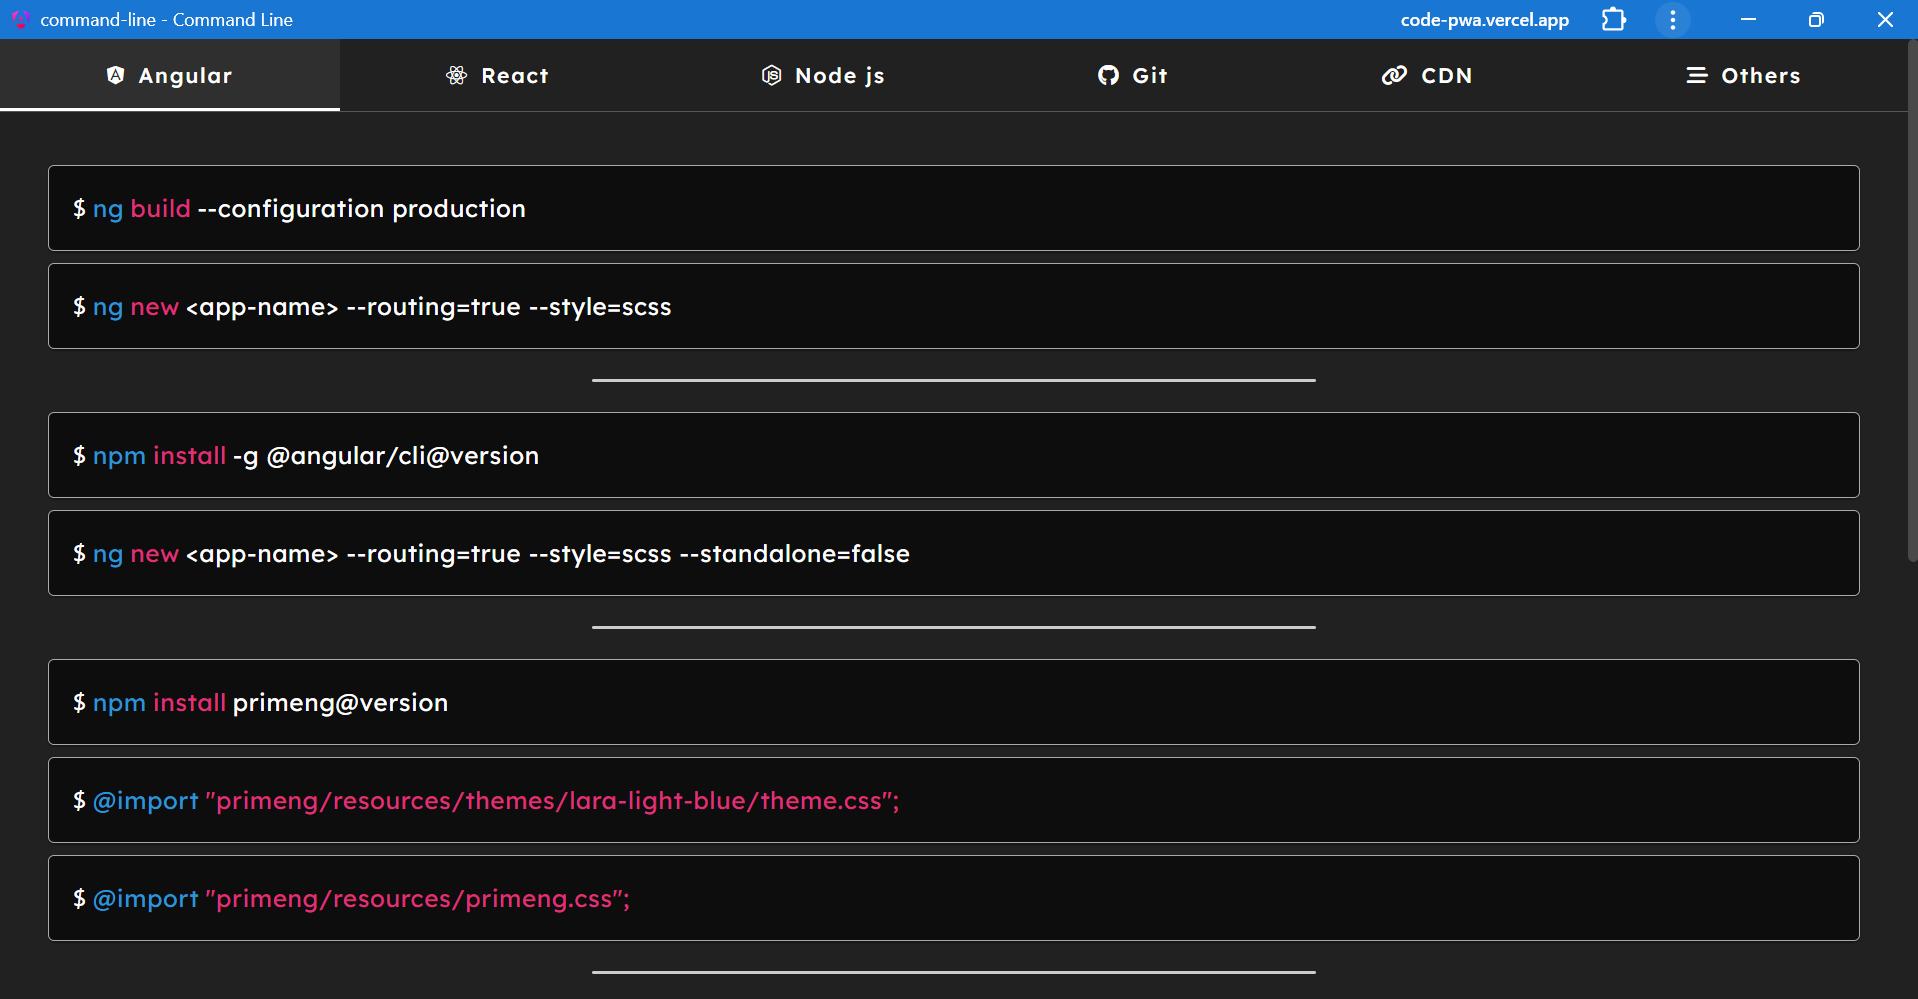 command-line - Command Line
code-pwa.vercel.app
Angular
React
Node js
Git
CDN
Others
$ ng build --configuration production
$ ng new <app-name> --routing=true --style=scss
$ npm install -g @angular/cli@version
$ ng new <app-name> --routing=true --style=scss --standalone=false
$ npm install primeng@version
$ @import "primeng/resources/themes/lara-light-blue/theme.css";
$ @import "primeng/resources/primeng.css";